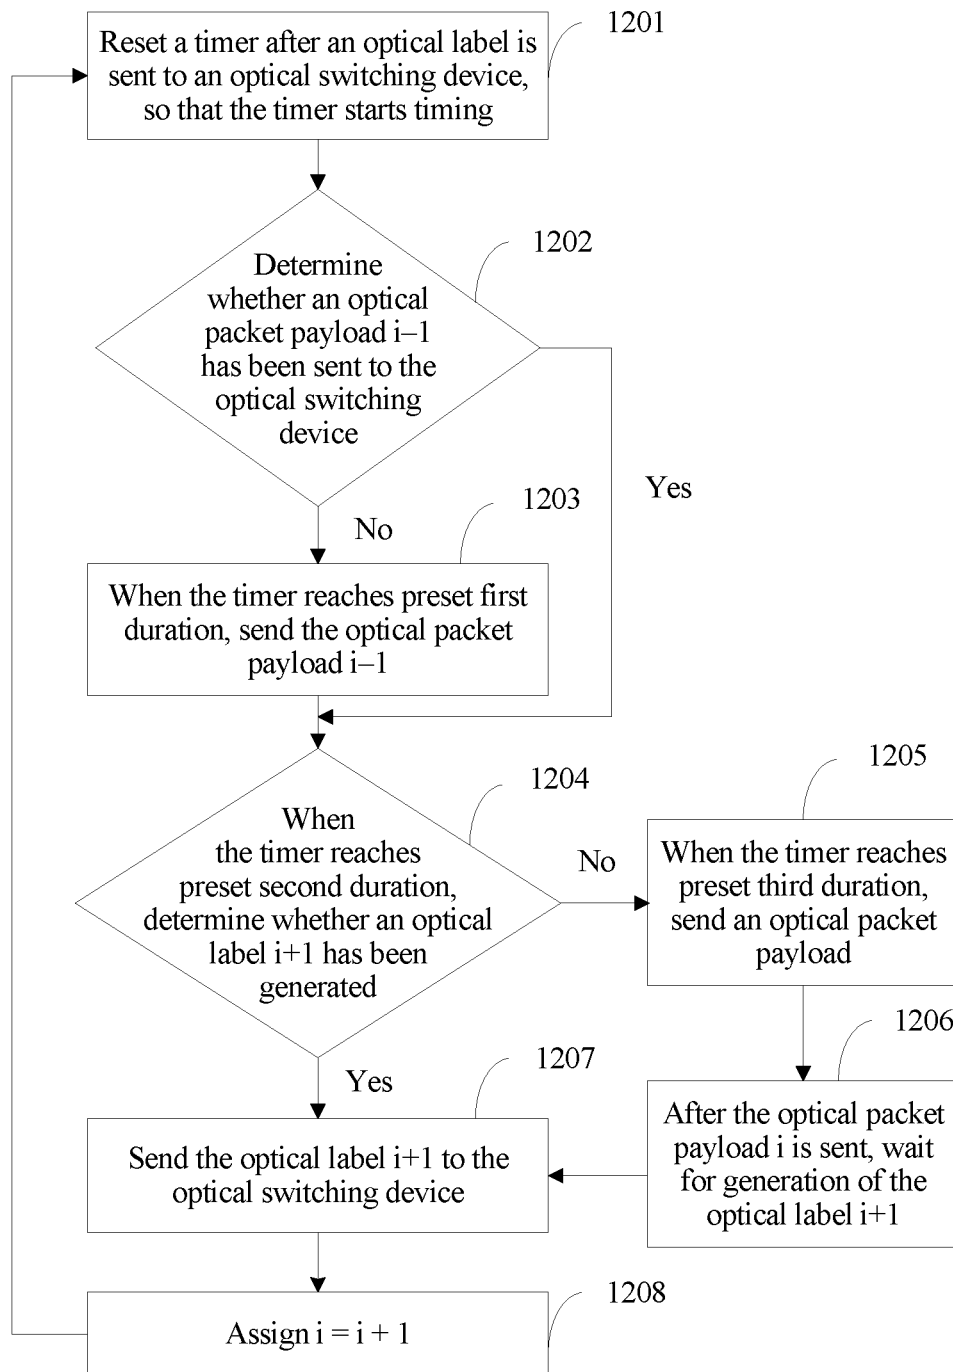 Reset a timer after an optical label is
sent to an optical switching device,
so that the timer starts timing
1201
Determine
whether an optical
packet payload i–1
has been sent to the
optical switching
device
1202
Yes
No
1203
When the timer reaches preset first
duration, send the optical packet
payload i–1
When
the timer reaches
preset second duration,
determine whether an optical
label i+1 has been
generated
1204
No
1205
When the timer reaches
preset third duration,
send an optical packet
payload
1206
After the optical packet
payload i is sent, wait
for generation of the
optical label i+1
Yes
1207
Send the optical label i+1 to the
optical switching device
1208
Assign i = i + 1